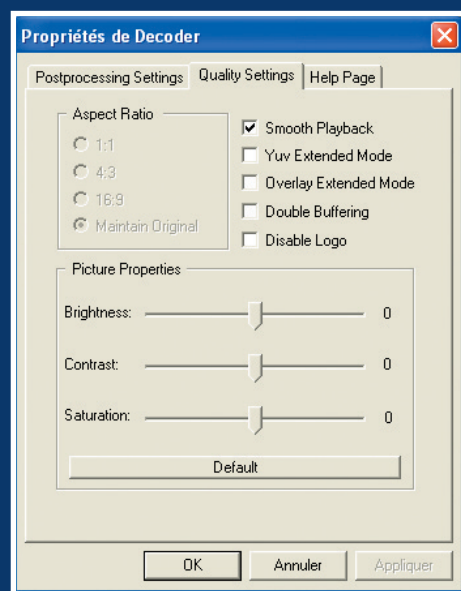 Propriétés de Decoder
Postprocessing Settings Quality Settings Help Page
Aspect Ratio
1:1
4:3
16:9
Maintain Original
Smooth Playback
Yuv Extended Mode
Overlay Extended Mode
Double Buffering
Disable Logo
Picture Properties
Brightness: 0
Contrast: 0
Saturation: 0
Default
OK Annuler Appliquer